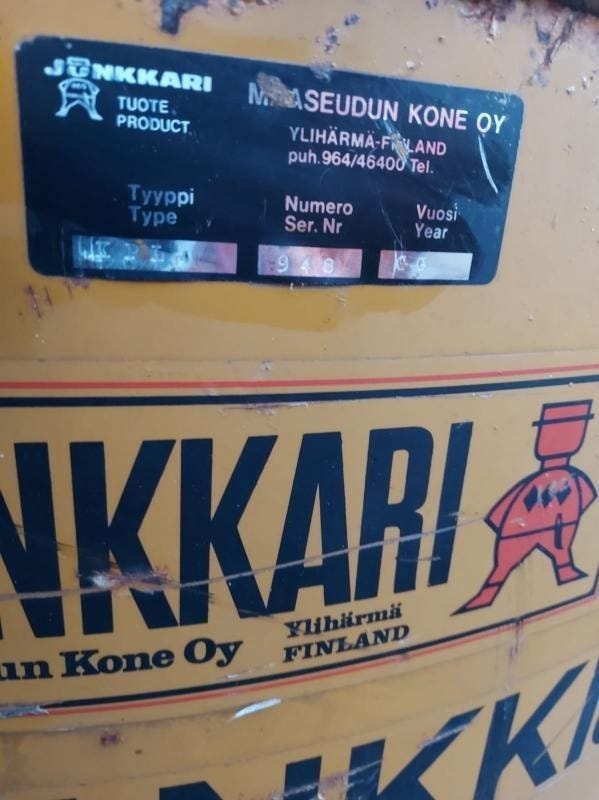 JUNKKARI
TUOTE
PRODUCT
MAASEUDUN KONE OY
YLIHÄRMÄ-FINLAND
puh.964/46400 Tel.
Tyyppi
Type
Numero
Ser. Nr
Vuosi
Year
948
NKKARI
un Kone Oy
Ylihärmä
FINLAND
NKK